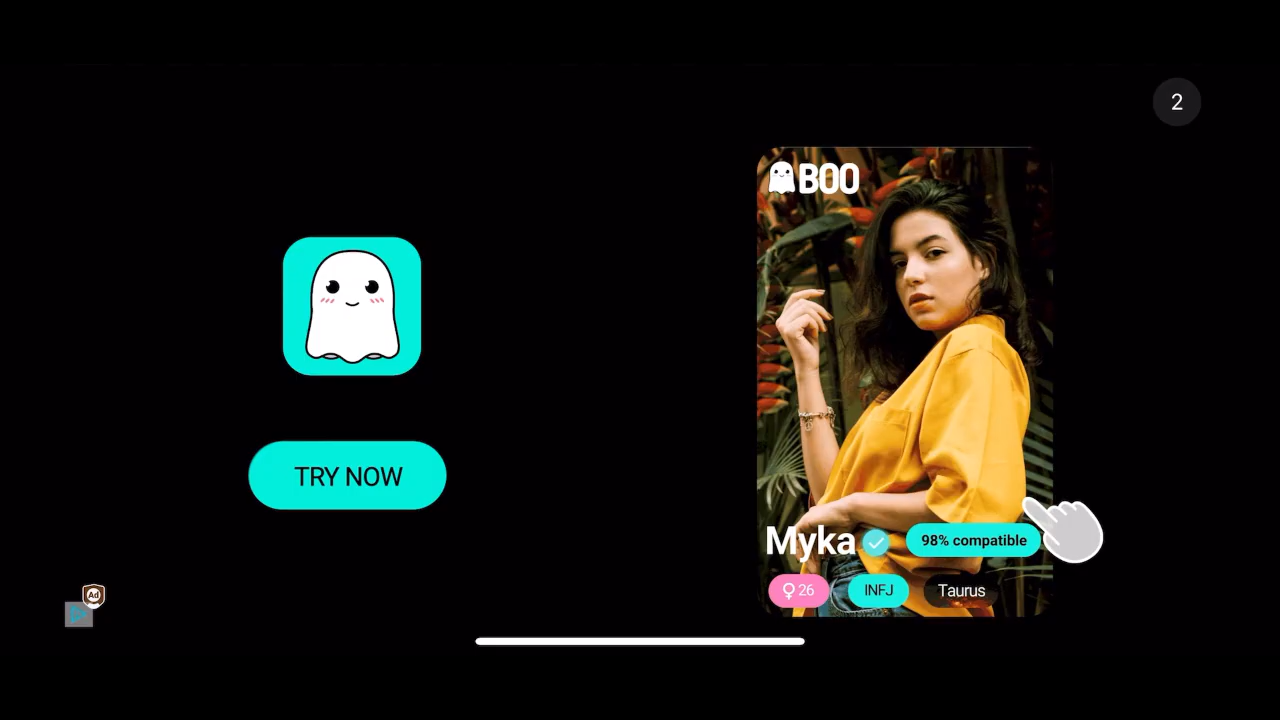 2
BOO
TRY NOW
Myka
98% compatible
26
INFJ
Taurus
Ad